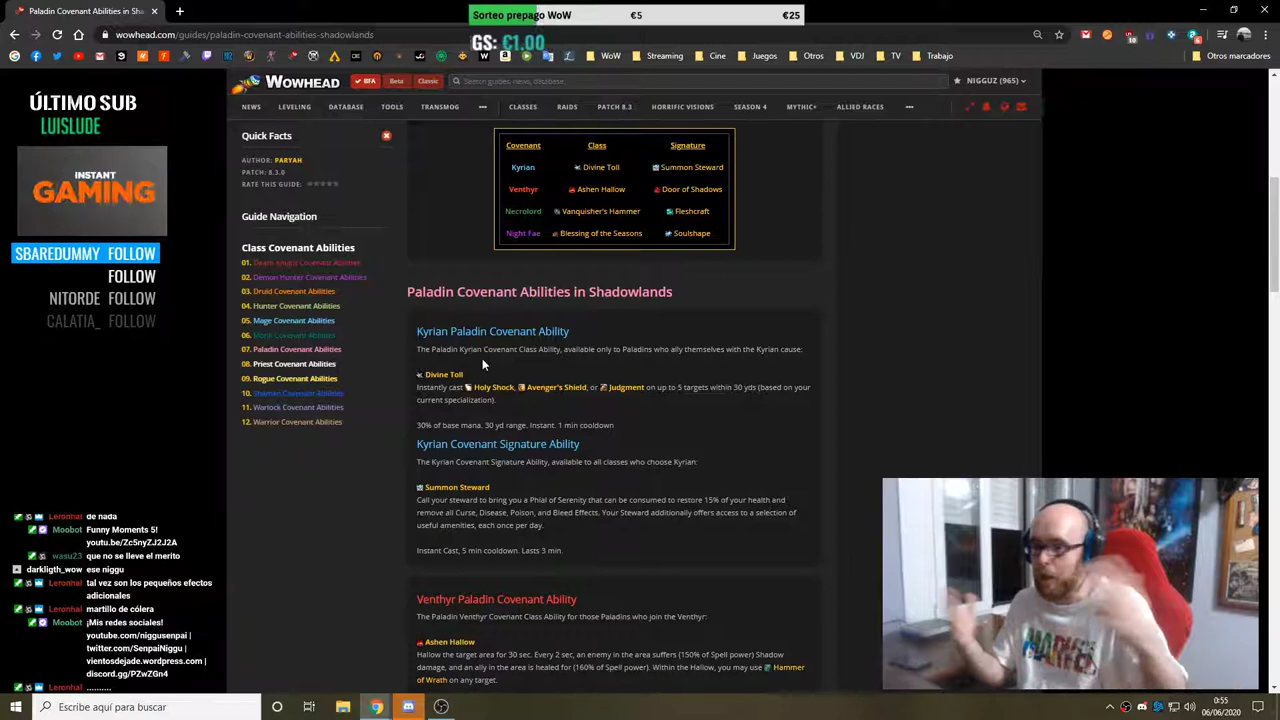 Paladin Covenant Abilities in Sh
wowhead.com/guides/paladin-covenant-abilities-shadowlands
Sorteo prepago WoW €5 €25
GS: €1.00
WoW Streaming Cine Juegos Otros VDJ TV Trabajo Otros marcadores
WOWHEAD BFA Beta Classic Search guides, news, database. NIGGUZ (965)
NEWS LEVELING DATABASE TOOLS TRANSMOG ••• CLASSES RAIDS PATCH 8.3 HORRIFIC VISIONS SEASON 4 MYTHIC+ ALLIED RACES •••
ÚLTIMO SUB
LUISLUDE
INSTANT
GAMING
SBAREDUMMY FOLLOW
FOLLOW
NITORDE FOLLOW
CALATIA_ FOLLOW
Quick Facts
AUTHOR: PARYAH
PATCH: 8.3.0
RATE THIS GUIDE:
Guide Navigation
Class Covenant Abilities
01. Death Knight Covenant Abilities
02. Demon Hunter Covenant Abilities
03. Druid Covenant Abilities
04. Hunter Covenant Abilities
05. Mage Covenant Abilities
06. Monk Covenant Abilities
07. Paladin Covenant Abilities
08. Priest Covenant Abilities
09. Rogue Covenant Abilities
10. Shaman Covenant Abilities
11. Warlock Covenant Abilities
12. Warrior Covenant Abilities
Covenant Class Signature
Kyrian Divine Toll Summon Steward
Venthyr Ashen Hallow Door of Shadows
Necrolord Vanquisher's Hammer Fleshcraft
Night Fae Blessing of the Seasons Soulshape
Paladin Covenant Abilities in Shadowlands
Kyrian Paladin Covenant Ability
The Paladin Kyrian Covenant Class Ability, available only to Paladins who ally themselves with the Kyrian cause:
Divine Toll
Instantly cast Holy Shock, Avenger's Shield, or Judgment on up to 5 targets within 30 yds (based on your
current specialization).
30% of base mana. 30 yd range. Instant. 1 min cooldown
Kyrian Covenant Signature Ability
The Kyrian Covenant Signature Ability, available to all classes who choose Kyrian:
Summon Steward
Call your steward to bring you a Phial of Serenity that can be consumed to restore 15% of your health and
remove all Curse, Disease, Poison, and Bleed Effects. Your Steward additionally offers access to a selection of
useful amenities, each once per day.
Instant Cast, 5 min cooldown. Lasts 3 min.
Venthyr Paladin Covenant Ability
The Paladin Venthyr Covenant Class Ability for those Paladins who join the Venthyr:
Ashen Hallow
Hallow the target area for 30 sec. Every 2 sec, an enemy in the area suffers (150% of Spell power) Shadow
damage, and an ally in the area is healed for (160% of Spell power). Within the Hallow, you may use Hammer
of Wrath on any target.
Leronhal de nada
Moobot Funny Moments 5!
youtu.be/Zc5nyZJ2J2A
wasu23 que no se lleve el merito
darkligth_wow ese niggu
Leronhal tal vez son los pequeños efectos
adicionales
Leronhal martillo de cólera
Moobot ¡Mis redes sociales!
youtube.com/niggusenpai |
twitter.com/SenpaiNiggu |
vientosdejade.wordpress.com |
discord.gg/PZwZGn4
Leronhal ..........
Escribe aquí para buscar
0:55
06/06/2020